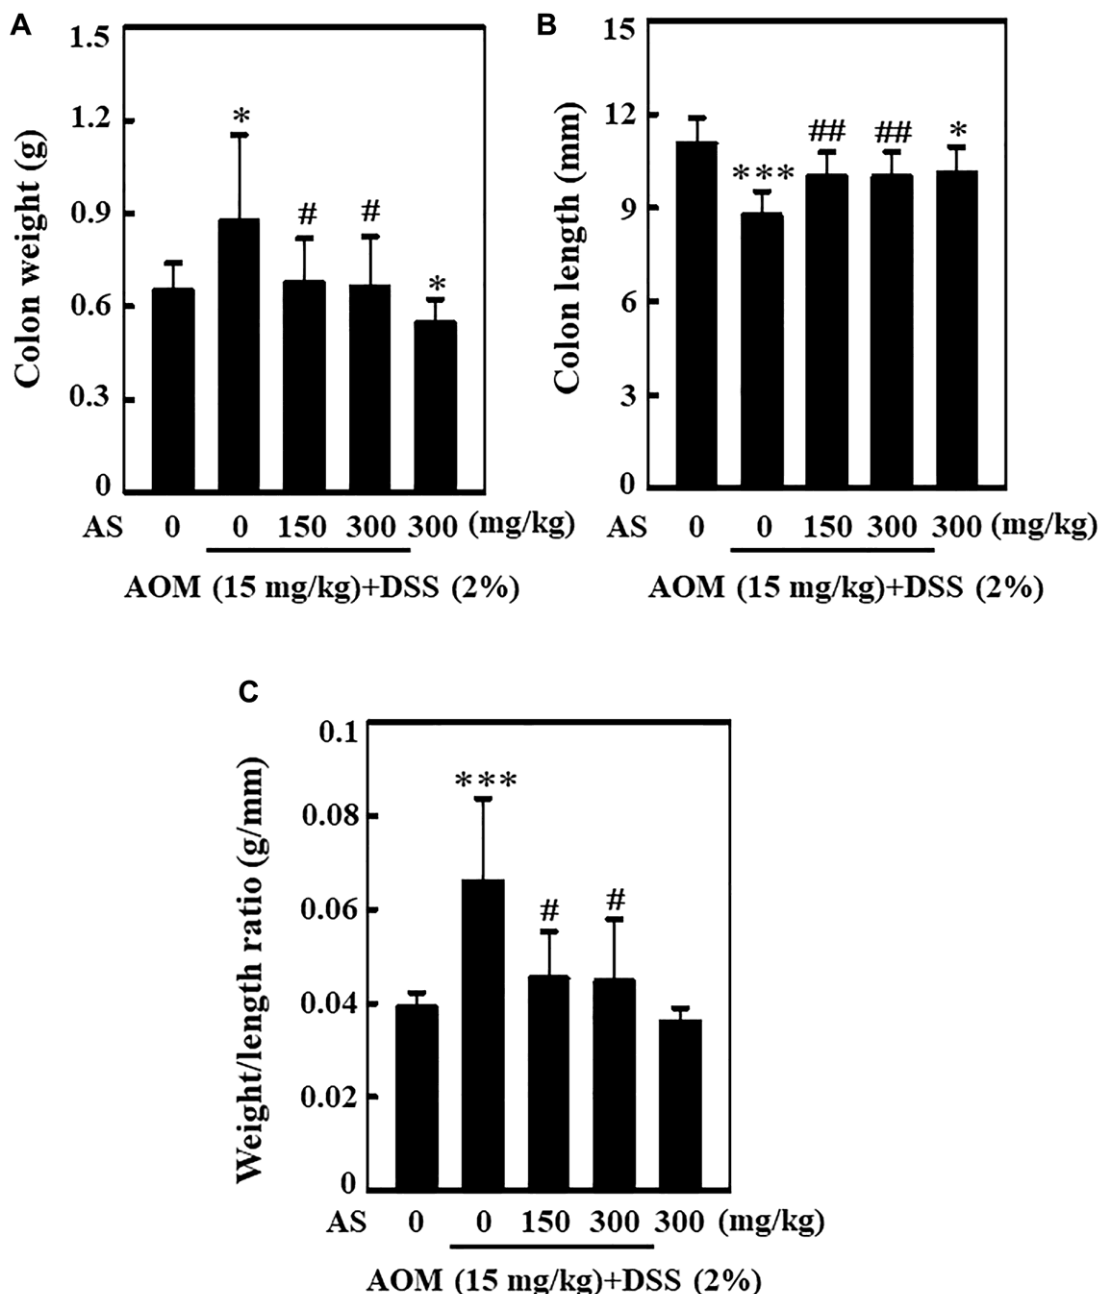 A
Colon weight (g)
1.5
1.2
0.9
0.6
0.3
0
*
#
#
*
AS 0 0 150 300 300 (mg/kg)
AOM (15 mg/kg)+DSS (2%)
B
Colon length (mm)
15
12
9
6
3
0
***
##
##
*
AS 0 0 150 300 300 (mg/kg)
AOM (15 mg/kg)+DSS (2%)
C
Weight/length ratio (g/mm)
0.1
0.08
0.06
0.04
0.02
0
***
#
#
AS 0 0 150 300 300 (mg/kg)
AOM (15 mg/kg)+DSS (2%)